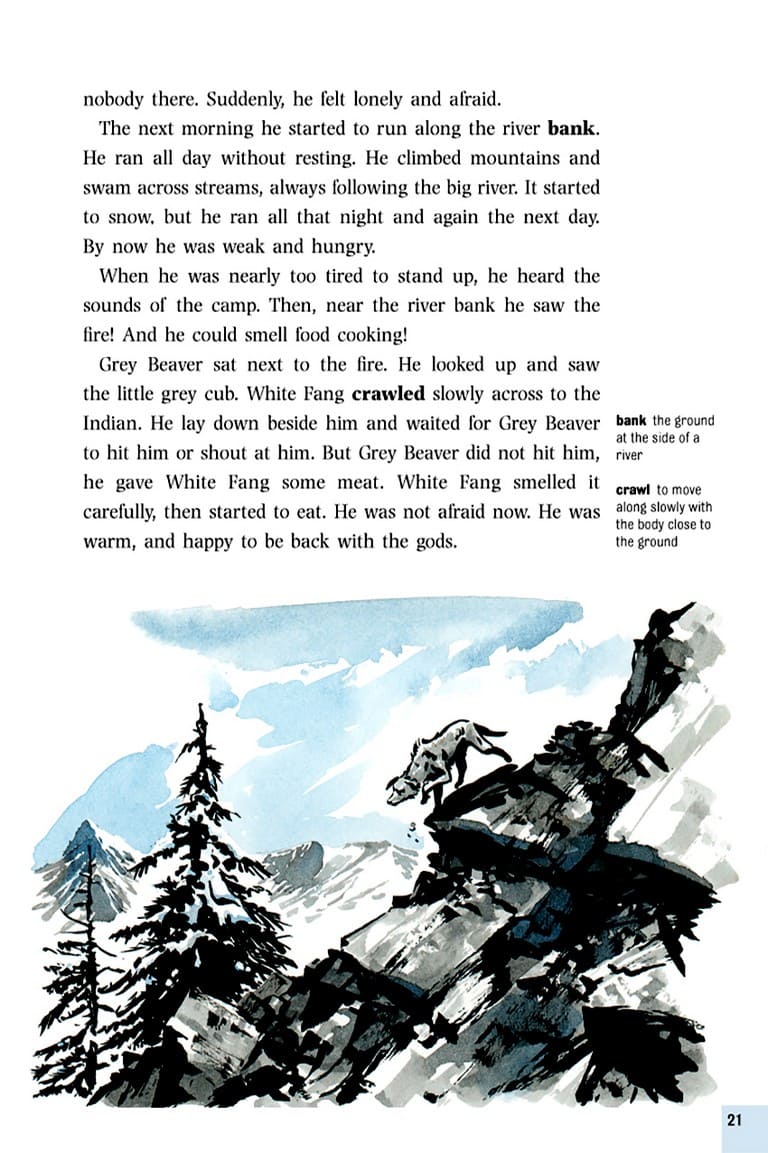 nobody there. Suddenly, he felt lonely and afraid.
The next morning he started to run along the river bank.
He ran all day without resting. He climbed mountains and
swam across streams, always following the big river. It started
to snow, but he ran all that night and again the next day.
By now he was weak and hungry.
When he was nearly too tired to stand up, he heard the
sounds of the camp. Then, near the river bank he saw the
fire! And he could smell food cooking!
Grey Beaver sat next to the fire. He looked up and saw
the little grey cub. White Fang crawled slowly across to the
Indian. He lay down beside him and waited for Grey Beaver
to hit him or shout at him. But Grey Beaver did not hit him,
he gave White Fang some meat. White Fang smelled it
carefully, then started to eat. He was not afraid now. He was
warm, and happy to be back with the gods.
bank the ground
at the side of a
river
crawl to move
along slowly with
the body close to
the ground
21